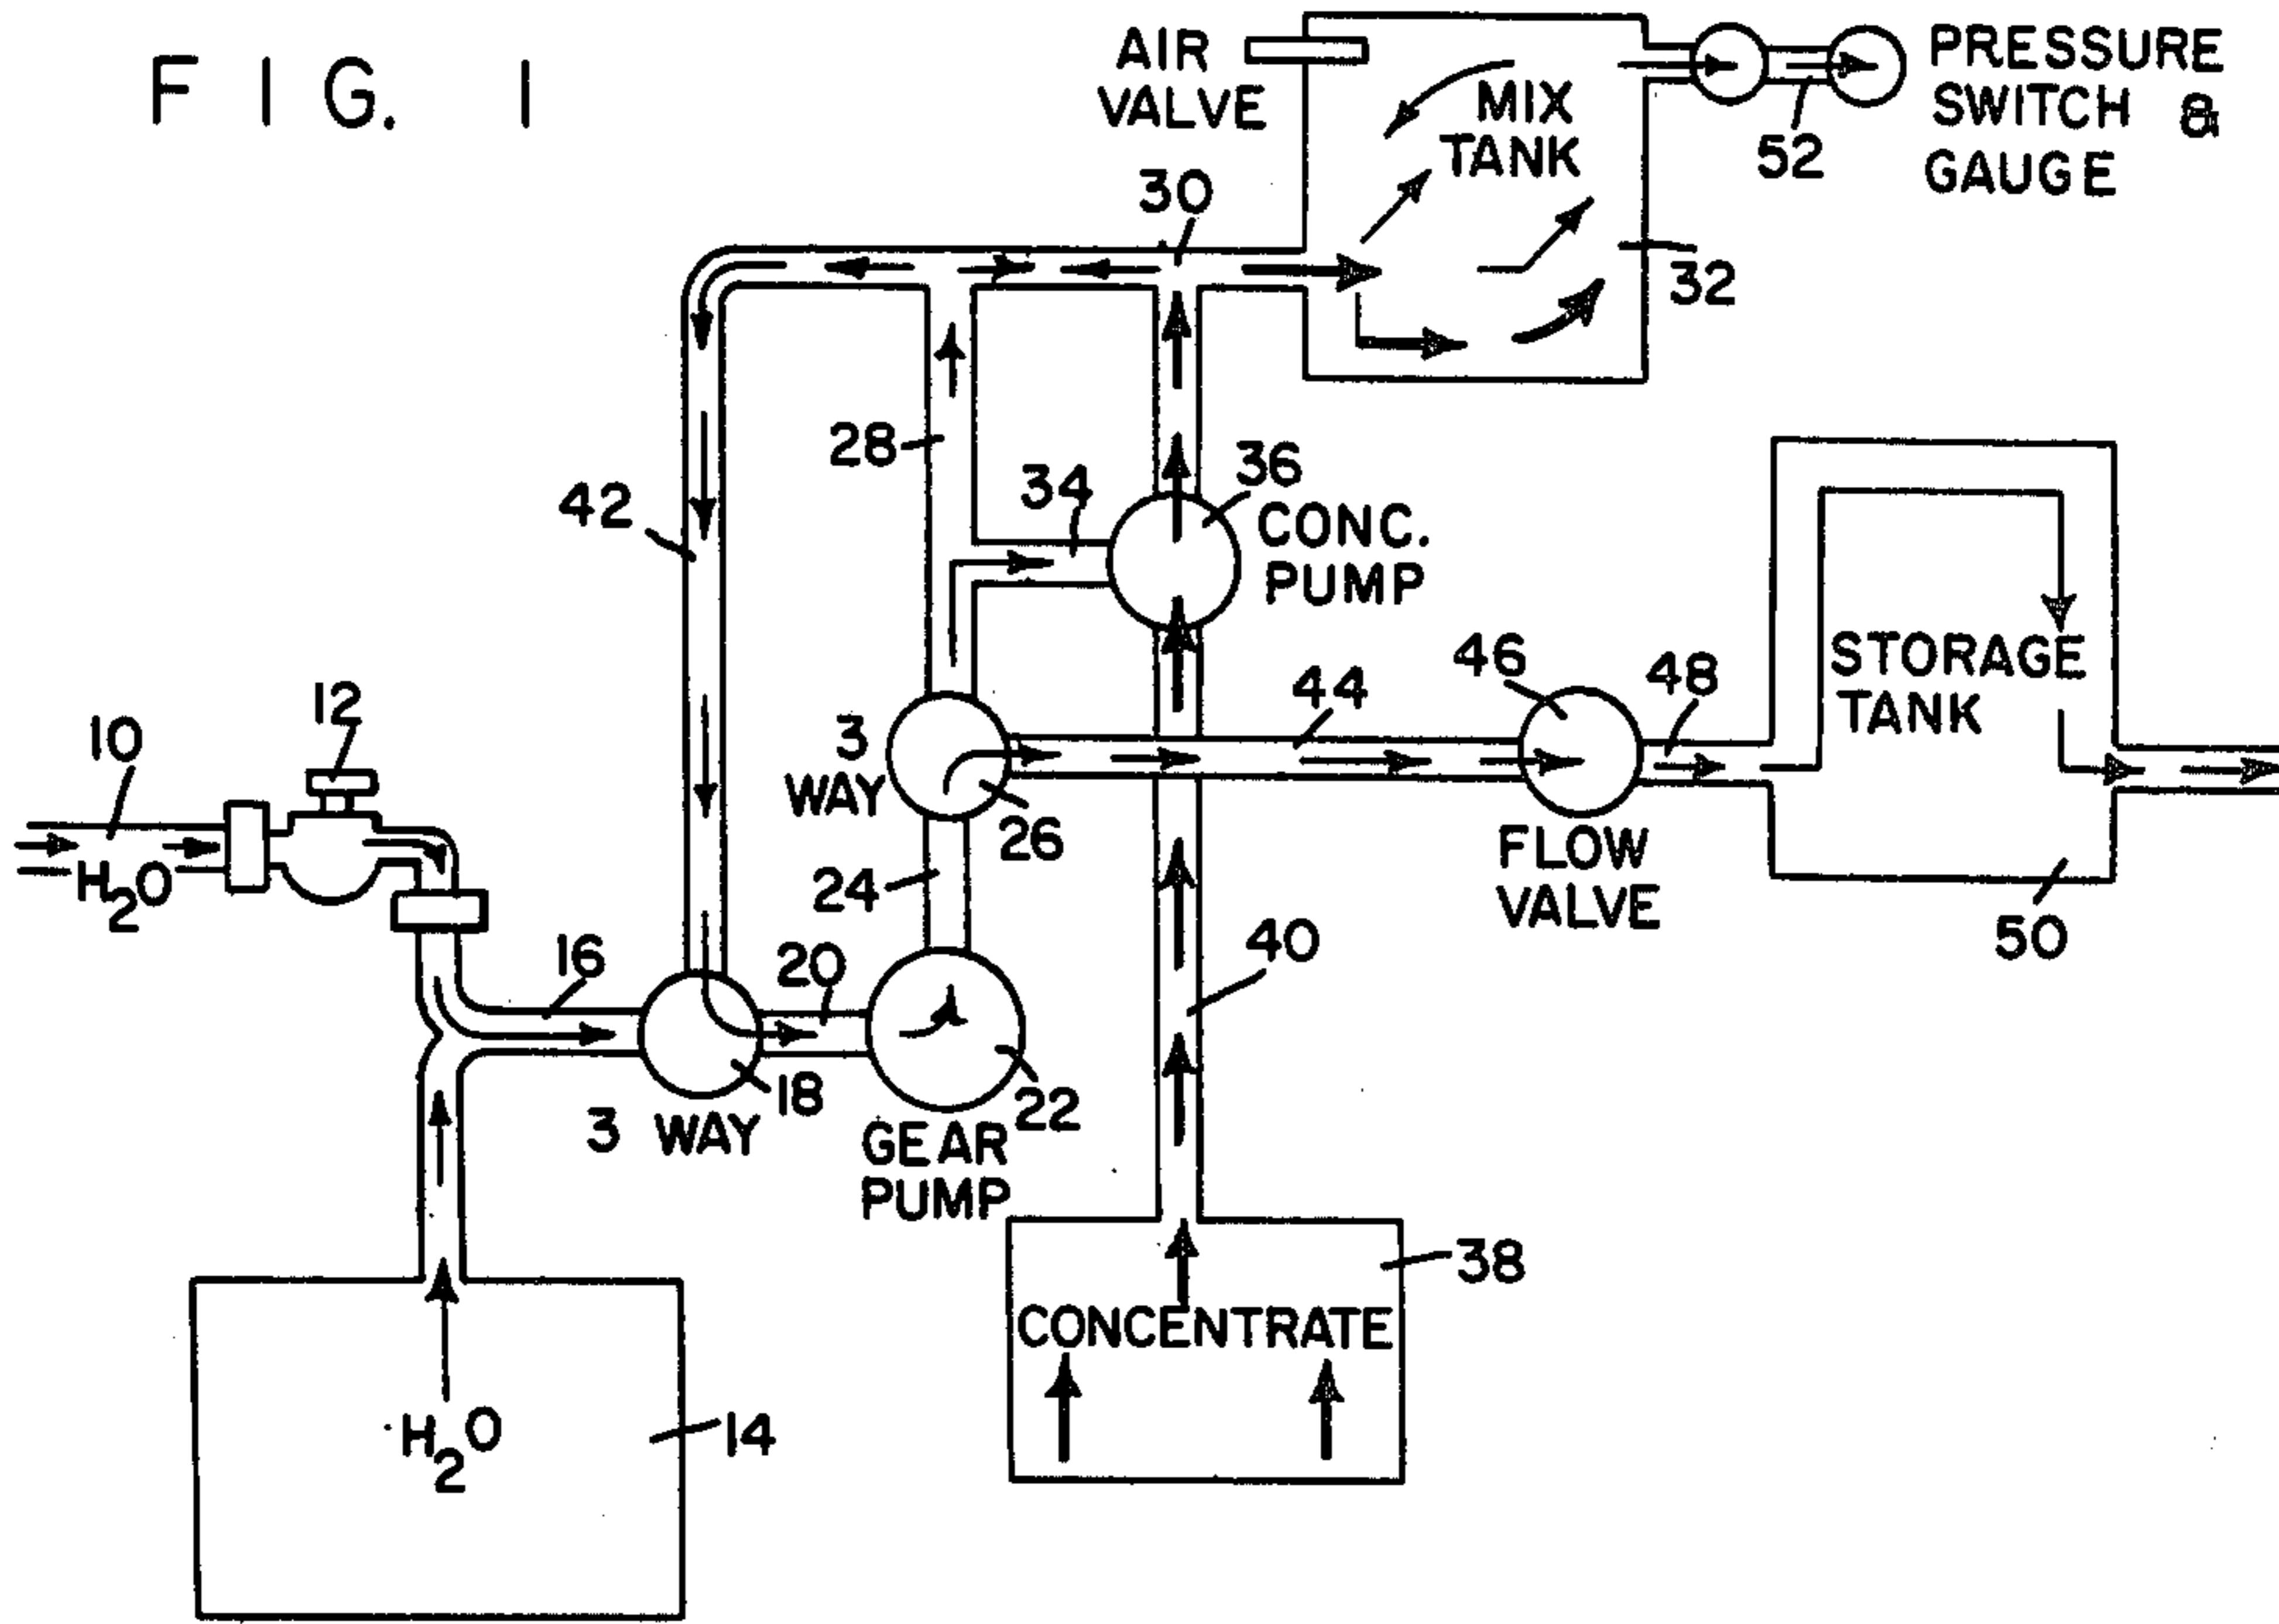 FIG. 1
AIR
VALVE
MIX
TANK
PRESSURE
SWITCH &
GAUGE
52
30
32
28
34
36
CONC.
PUMP
42
46
48
44
STORAGE
TANK
12
10
3
WAY
26
H2O
FLOW
VALVE
24
50
40
16
20
18
22
3 WAY
GEAR
PUMP
38
CONCENTRATE
H2O
14